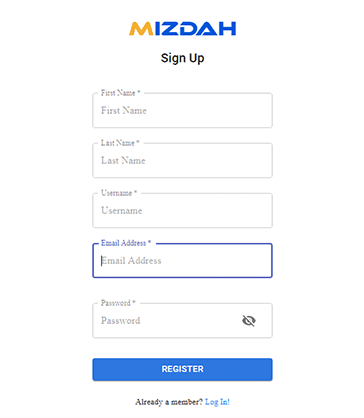 MIZDAH
Sign Up
First Name *
First Name
Last Name *
Last Name
Username *
Username
Email Address *
Email Address
Password *
Password
REGISTER
Already a member? Log In!